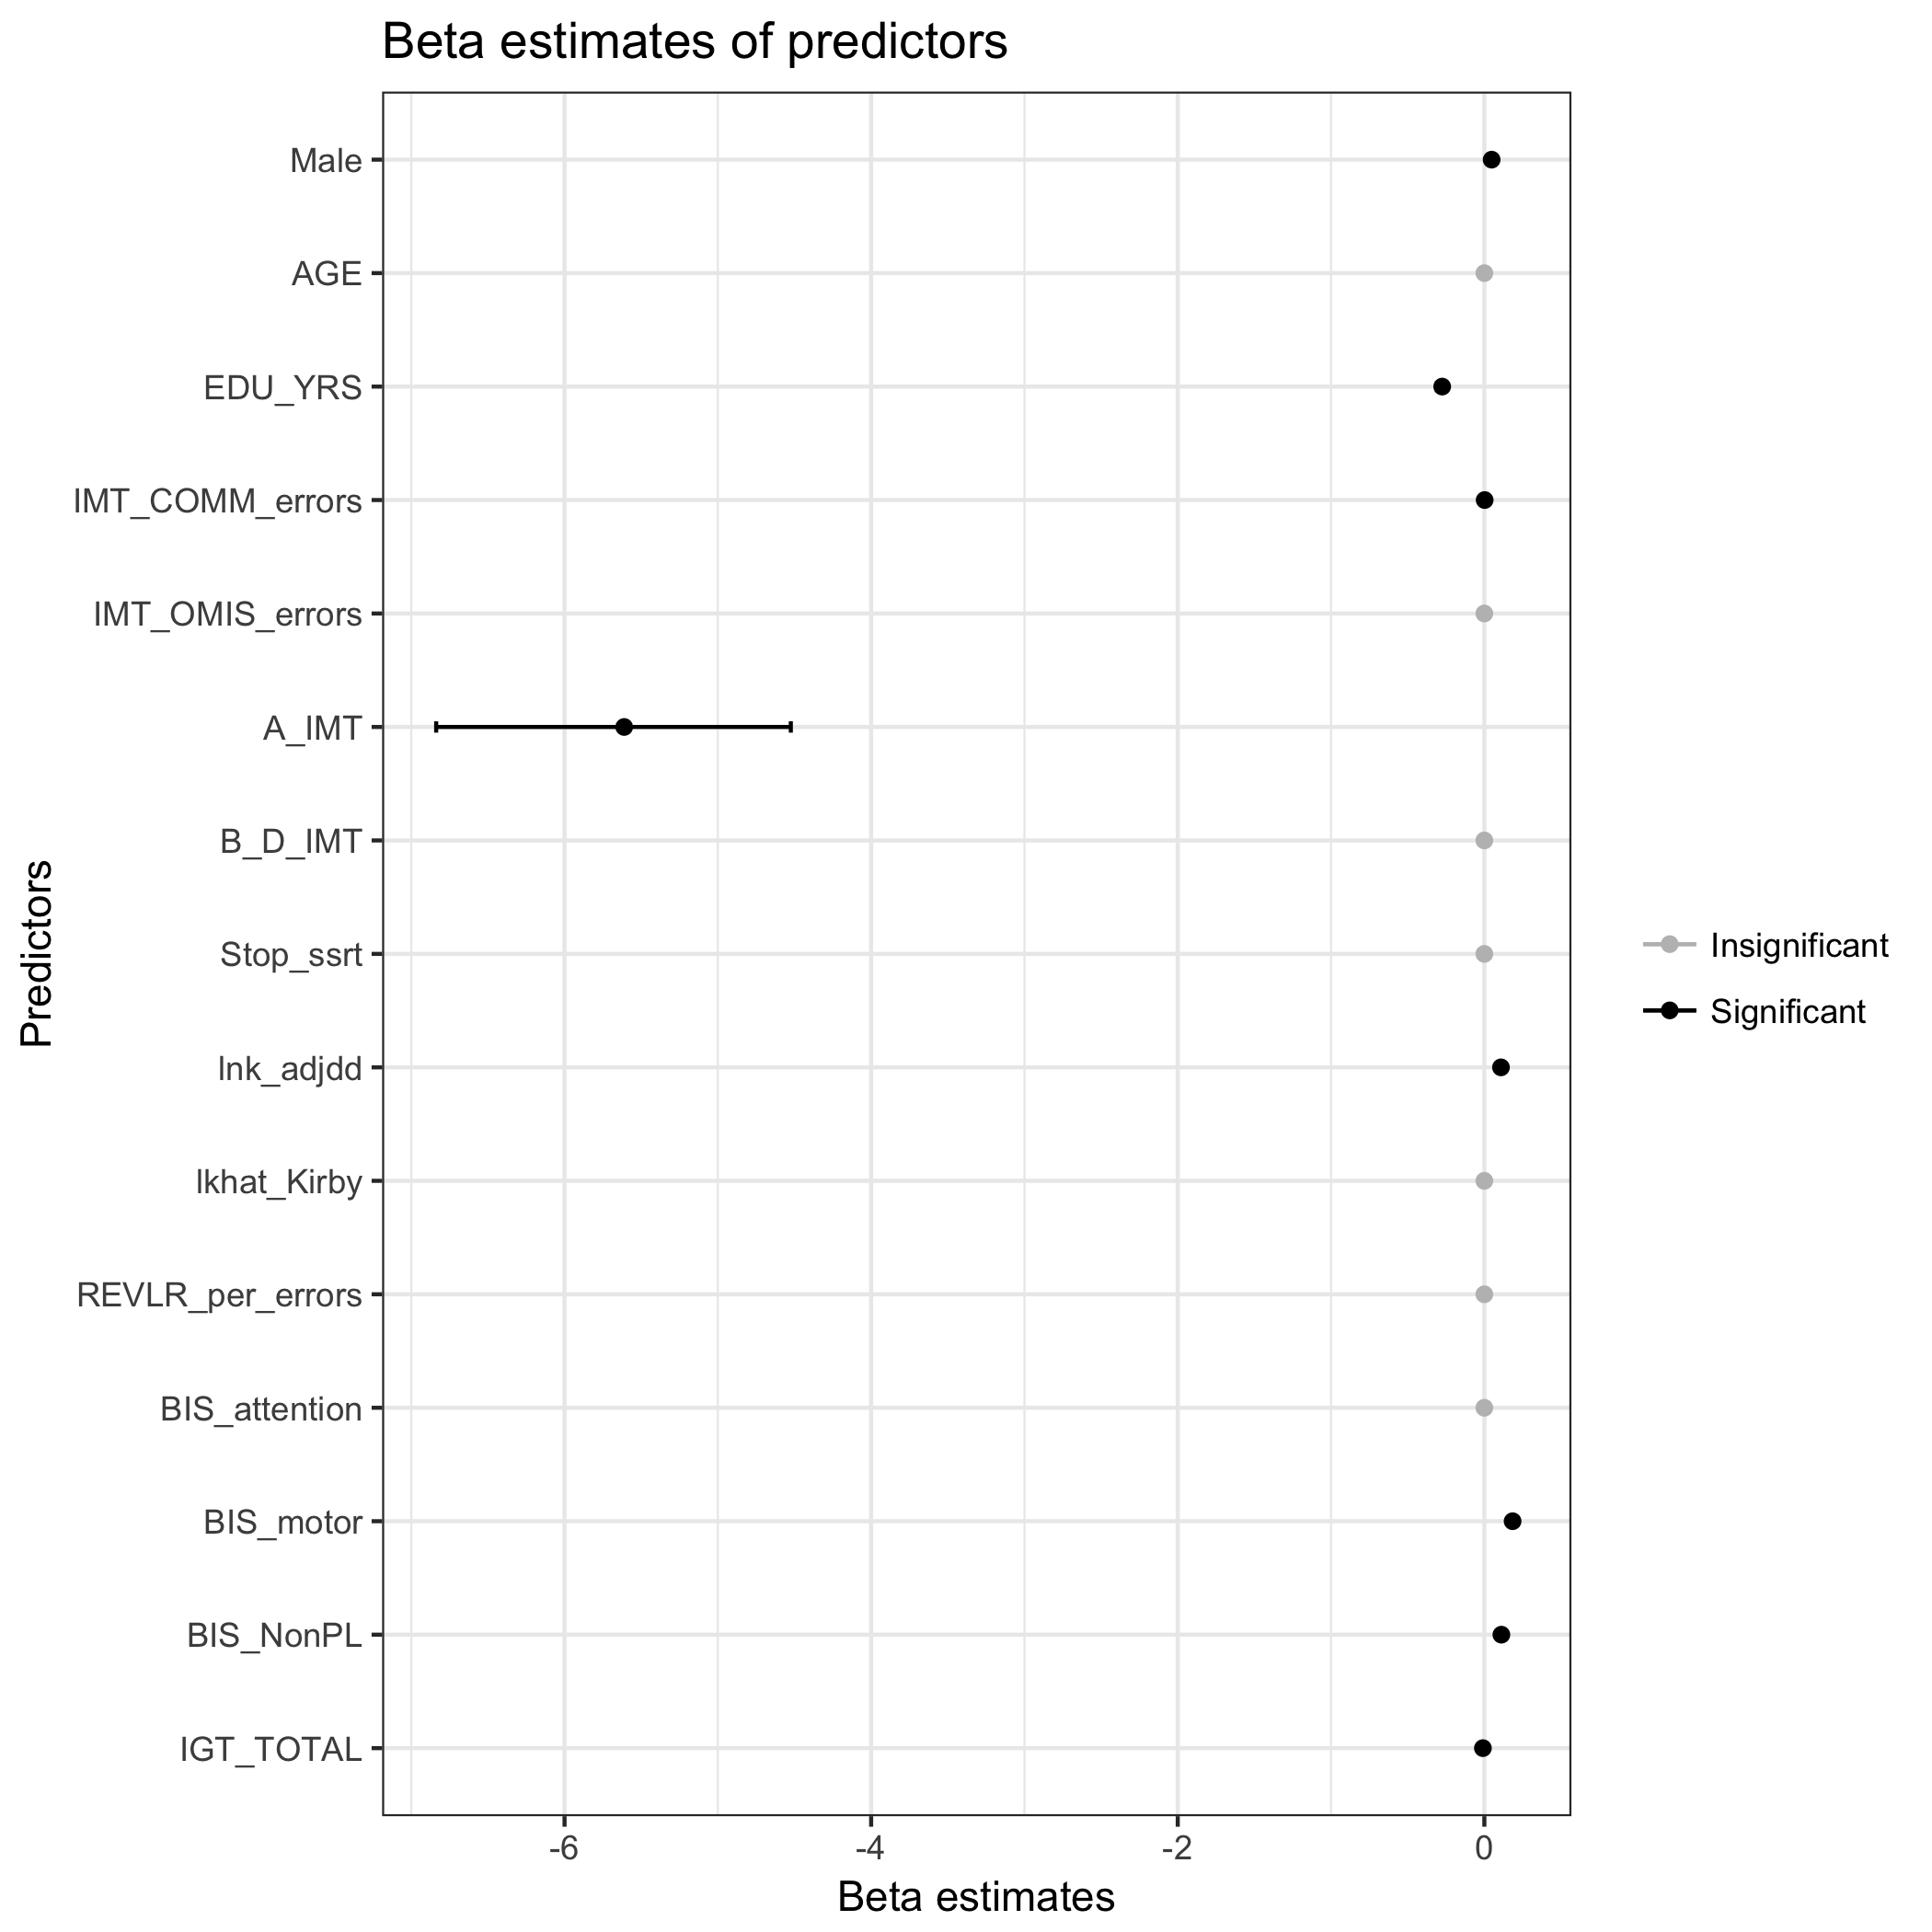 Beta estimates of predictors
Male
AGE
EDU_YRS
IMT_COMM_errors
IMT_OMIS_errors
A_IMT
B_D_IMT
Stop_ssrt
lnk_adjdd
lkhat_Kirby
REVLR_per_errors
BIS_attention
BIS_motor
BIS_NonPL
IGT_TOTAL
Predictors
-6 -4 -2 0
Beta estimates
Insignificant
Significant